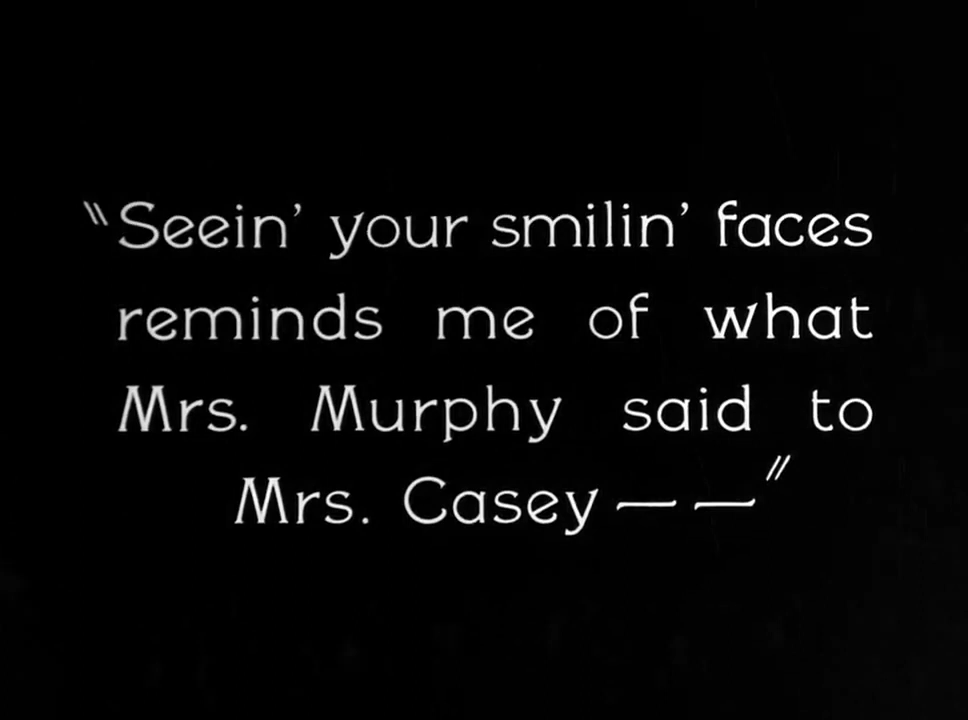 "Seein' your smilin' faces
reminds me of what
Mrs. Murphy said to
Mrs. Casey — —"